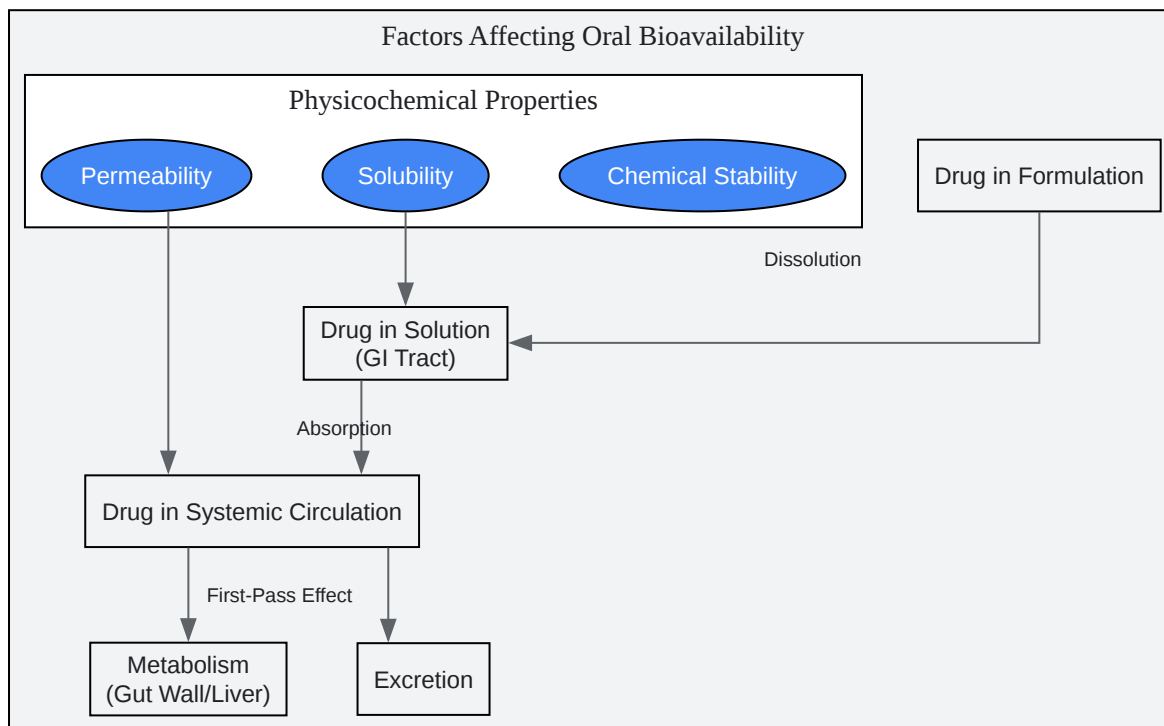 Factors Affecting Oral Bioavailability
Physicochemical Properties
Permeability
Solubility
Chemical Stability
Drug in Formulation
Dissolution
Drug in Solution
(GI Tract)
Absorption
Drug in Systemic Circulation
First-Pass Effect
Metabolism
(Gut Wall/Liver)
Excretion